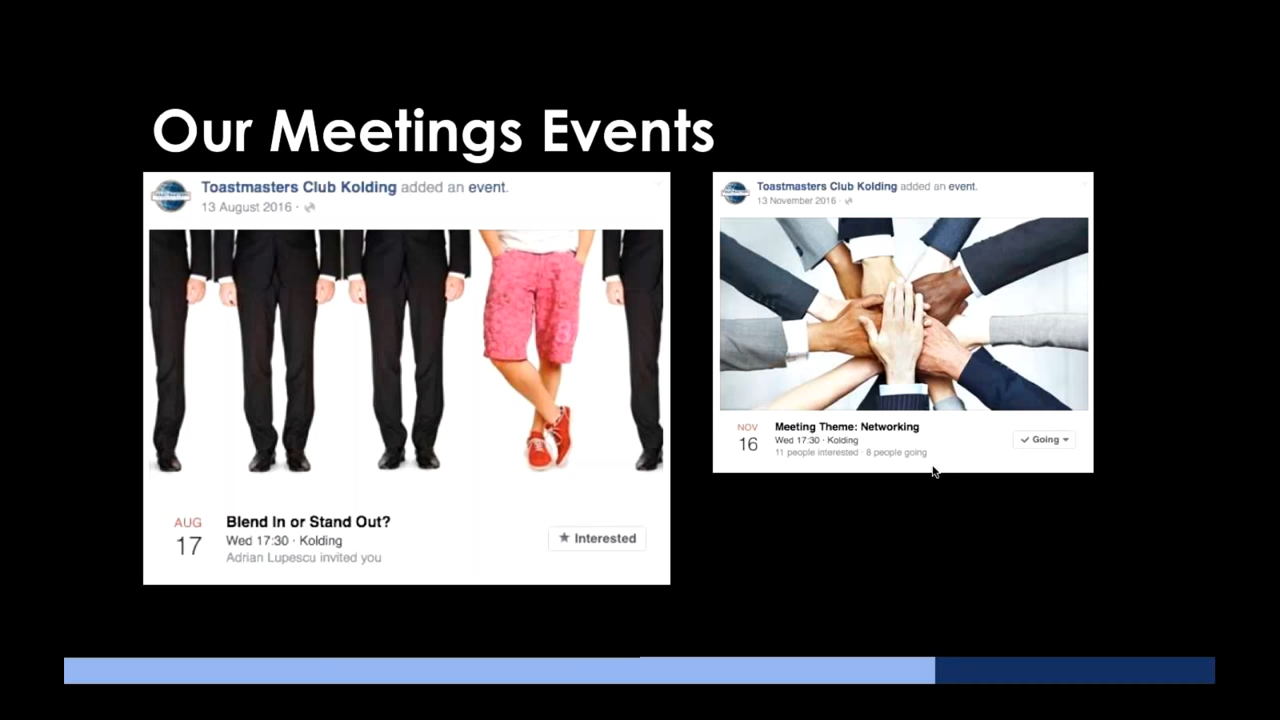 Our Meetings Events
Toastmasters Club Kolding added an event.
13 August 2016 ·
AUG
17
Blend In or Stand Out?
Wed 17:30 · Kolding
Adrian Lupescu invited you
Interested
Toastmasters Club Kolding added an event.
13 November 2016 ·
NOV
16
Meeting Theme: Networking
Wed 17:30 · Kolding
11 people interested · 8 people going
Going